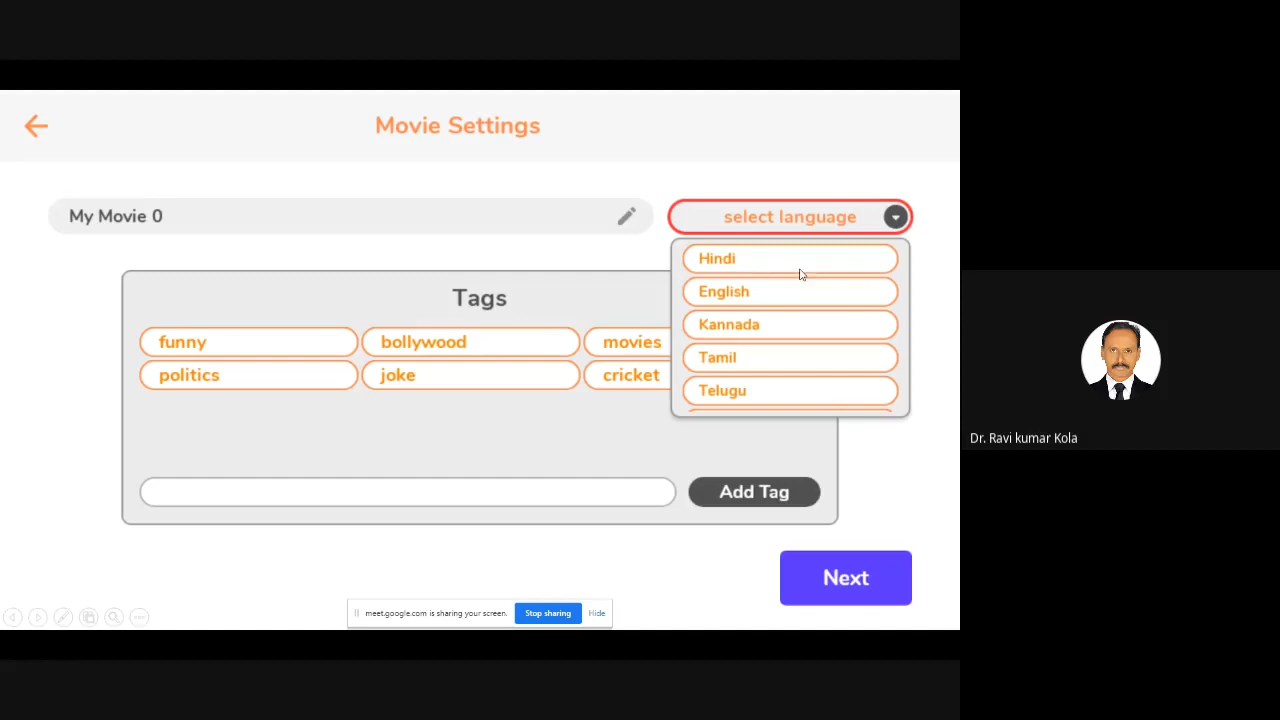 Movie Settings
My Movie 0
select language
Hindi
English
Kannada
Tamil
Telugu
Tags
funny
bollywood
movies
politics
joke
cricket
Add Tag
Next
meet.google.com is sharing your screen.
Stop sharing
Hide
Dr. Ravi kumar Kola